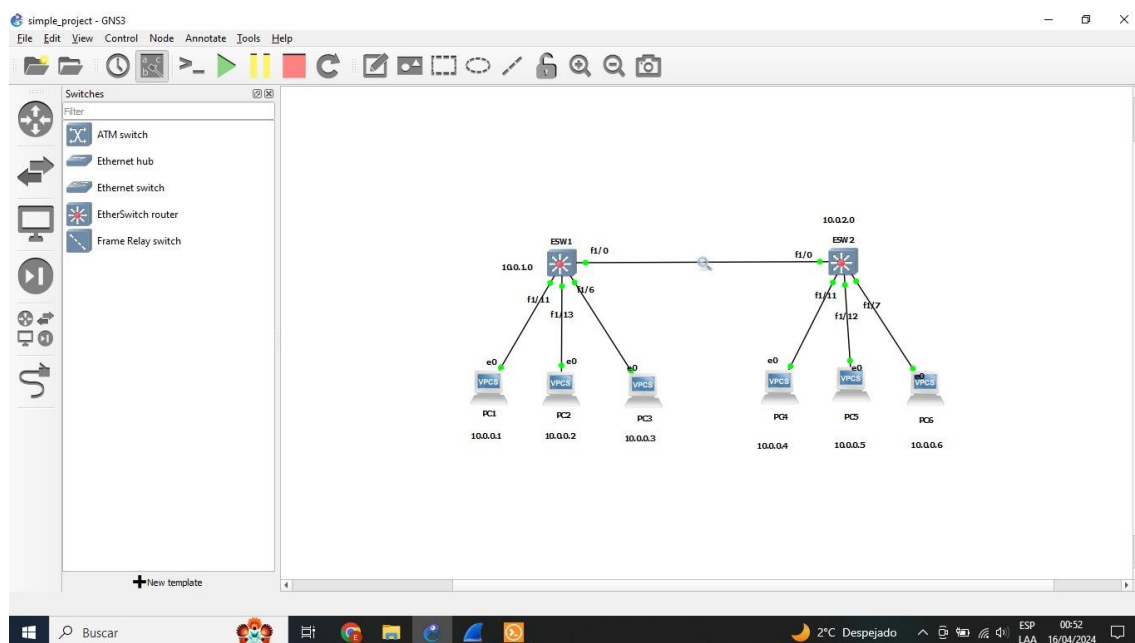 simple_project - GNS3
File Edit View Control Node Annotate Tools Help
Switches
Filter
ATM switch
Ethernet hub
Ethernet switch
EtherSwitch router
Frame Relay switch
New template
10.0.2.0
ESW1
ESW2
f1/0
f1/0
10.0.1.0
f1/11
f1/6
f1/13
f1/11
f1/7
f1/12
e0
e0
e0
e0
e0
e0
VPCS
VPCS
VPCS
VPCS
VPCS
VPCS
PC1
PC2
PC3
PC4
PC5
PC6
10.0.0.1
10.0.0.2
10.0.0.3
10.0.0.4
10.0.0.5
10.0.0.6
Buscar
2°C Despejado
ESP
LAA
00:52
16/04/2024